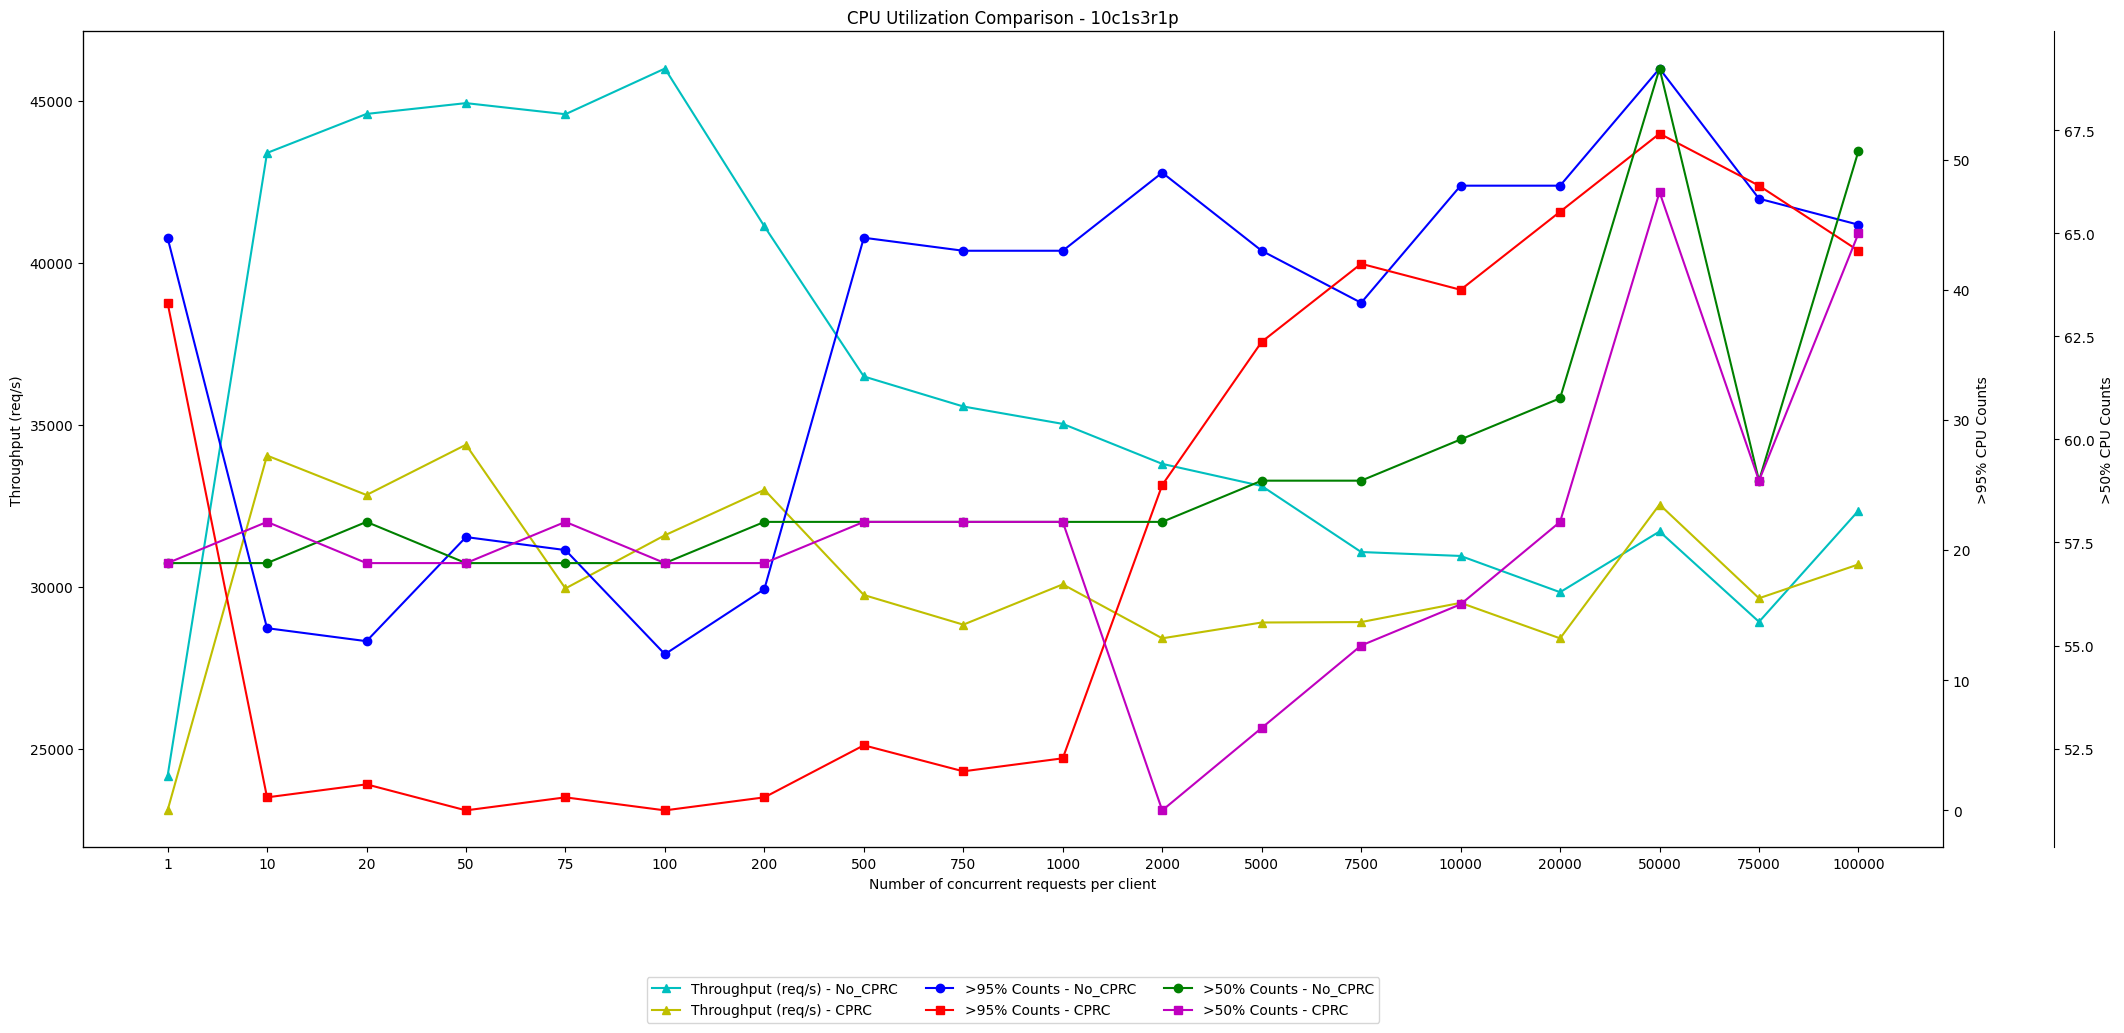 CPU Utilization Comparison - 10c1s3r1p
Throughput (req/s)
45000
40000
35000
30000
25000
50
40
30
20
10
0
>95% CPU Counts
67.5
65.0
62.5
60.0
57.5
55.0
52.5
>50% CPU Counts
1 10 20 50 75 100 200 500 750 1000 2000 5000 7500 10000 20000 50000 75000 100000
Number of concurrent requests per client
Throughput (req/s) - No_CPRC >95% Counts - No_CPRC >50% Counts - No_CPRC
Throughput (req/s) - CPRC >95% Counts - CPRC >50% Counts - CPRC